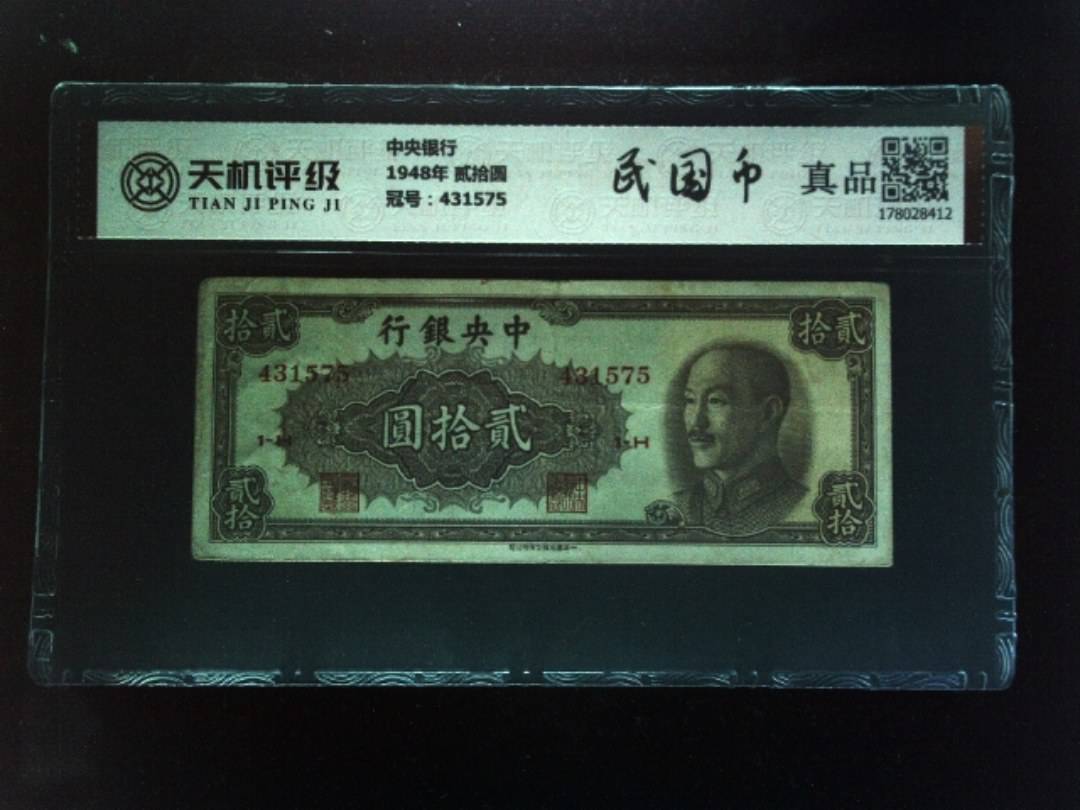 天机评级
TIAN JI PING JI
中央银行
1948年 贰拾圆
冠号：431575
民国币
真品
178028412
拾貳
行銀央中
拾貳
431575
431575
圓拾貳
1-H
貳拾
貳拾